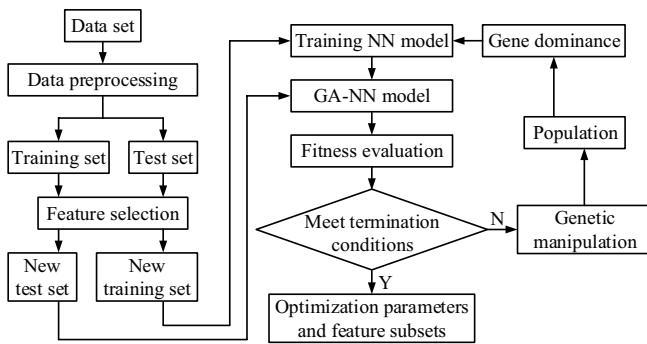 Data set
Data preprocessing
Training set
Test set
Feature selection
New
test set
New
training set
Training NN model
GA-NN model
Fitness evaluation
Meet termination
conditions
N
Y
Optimization parameters
and feature subsets
Gene dominance
Population
Genetic
manipulation